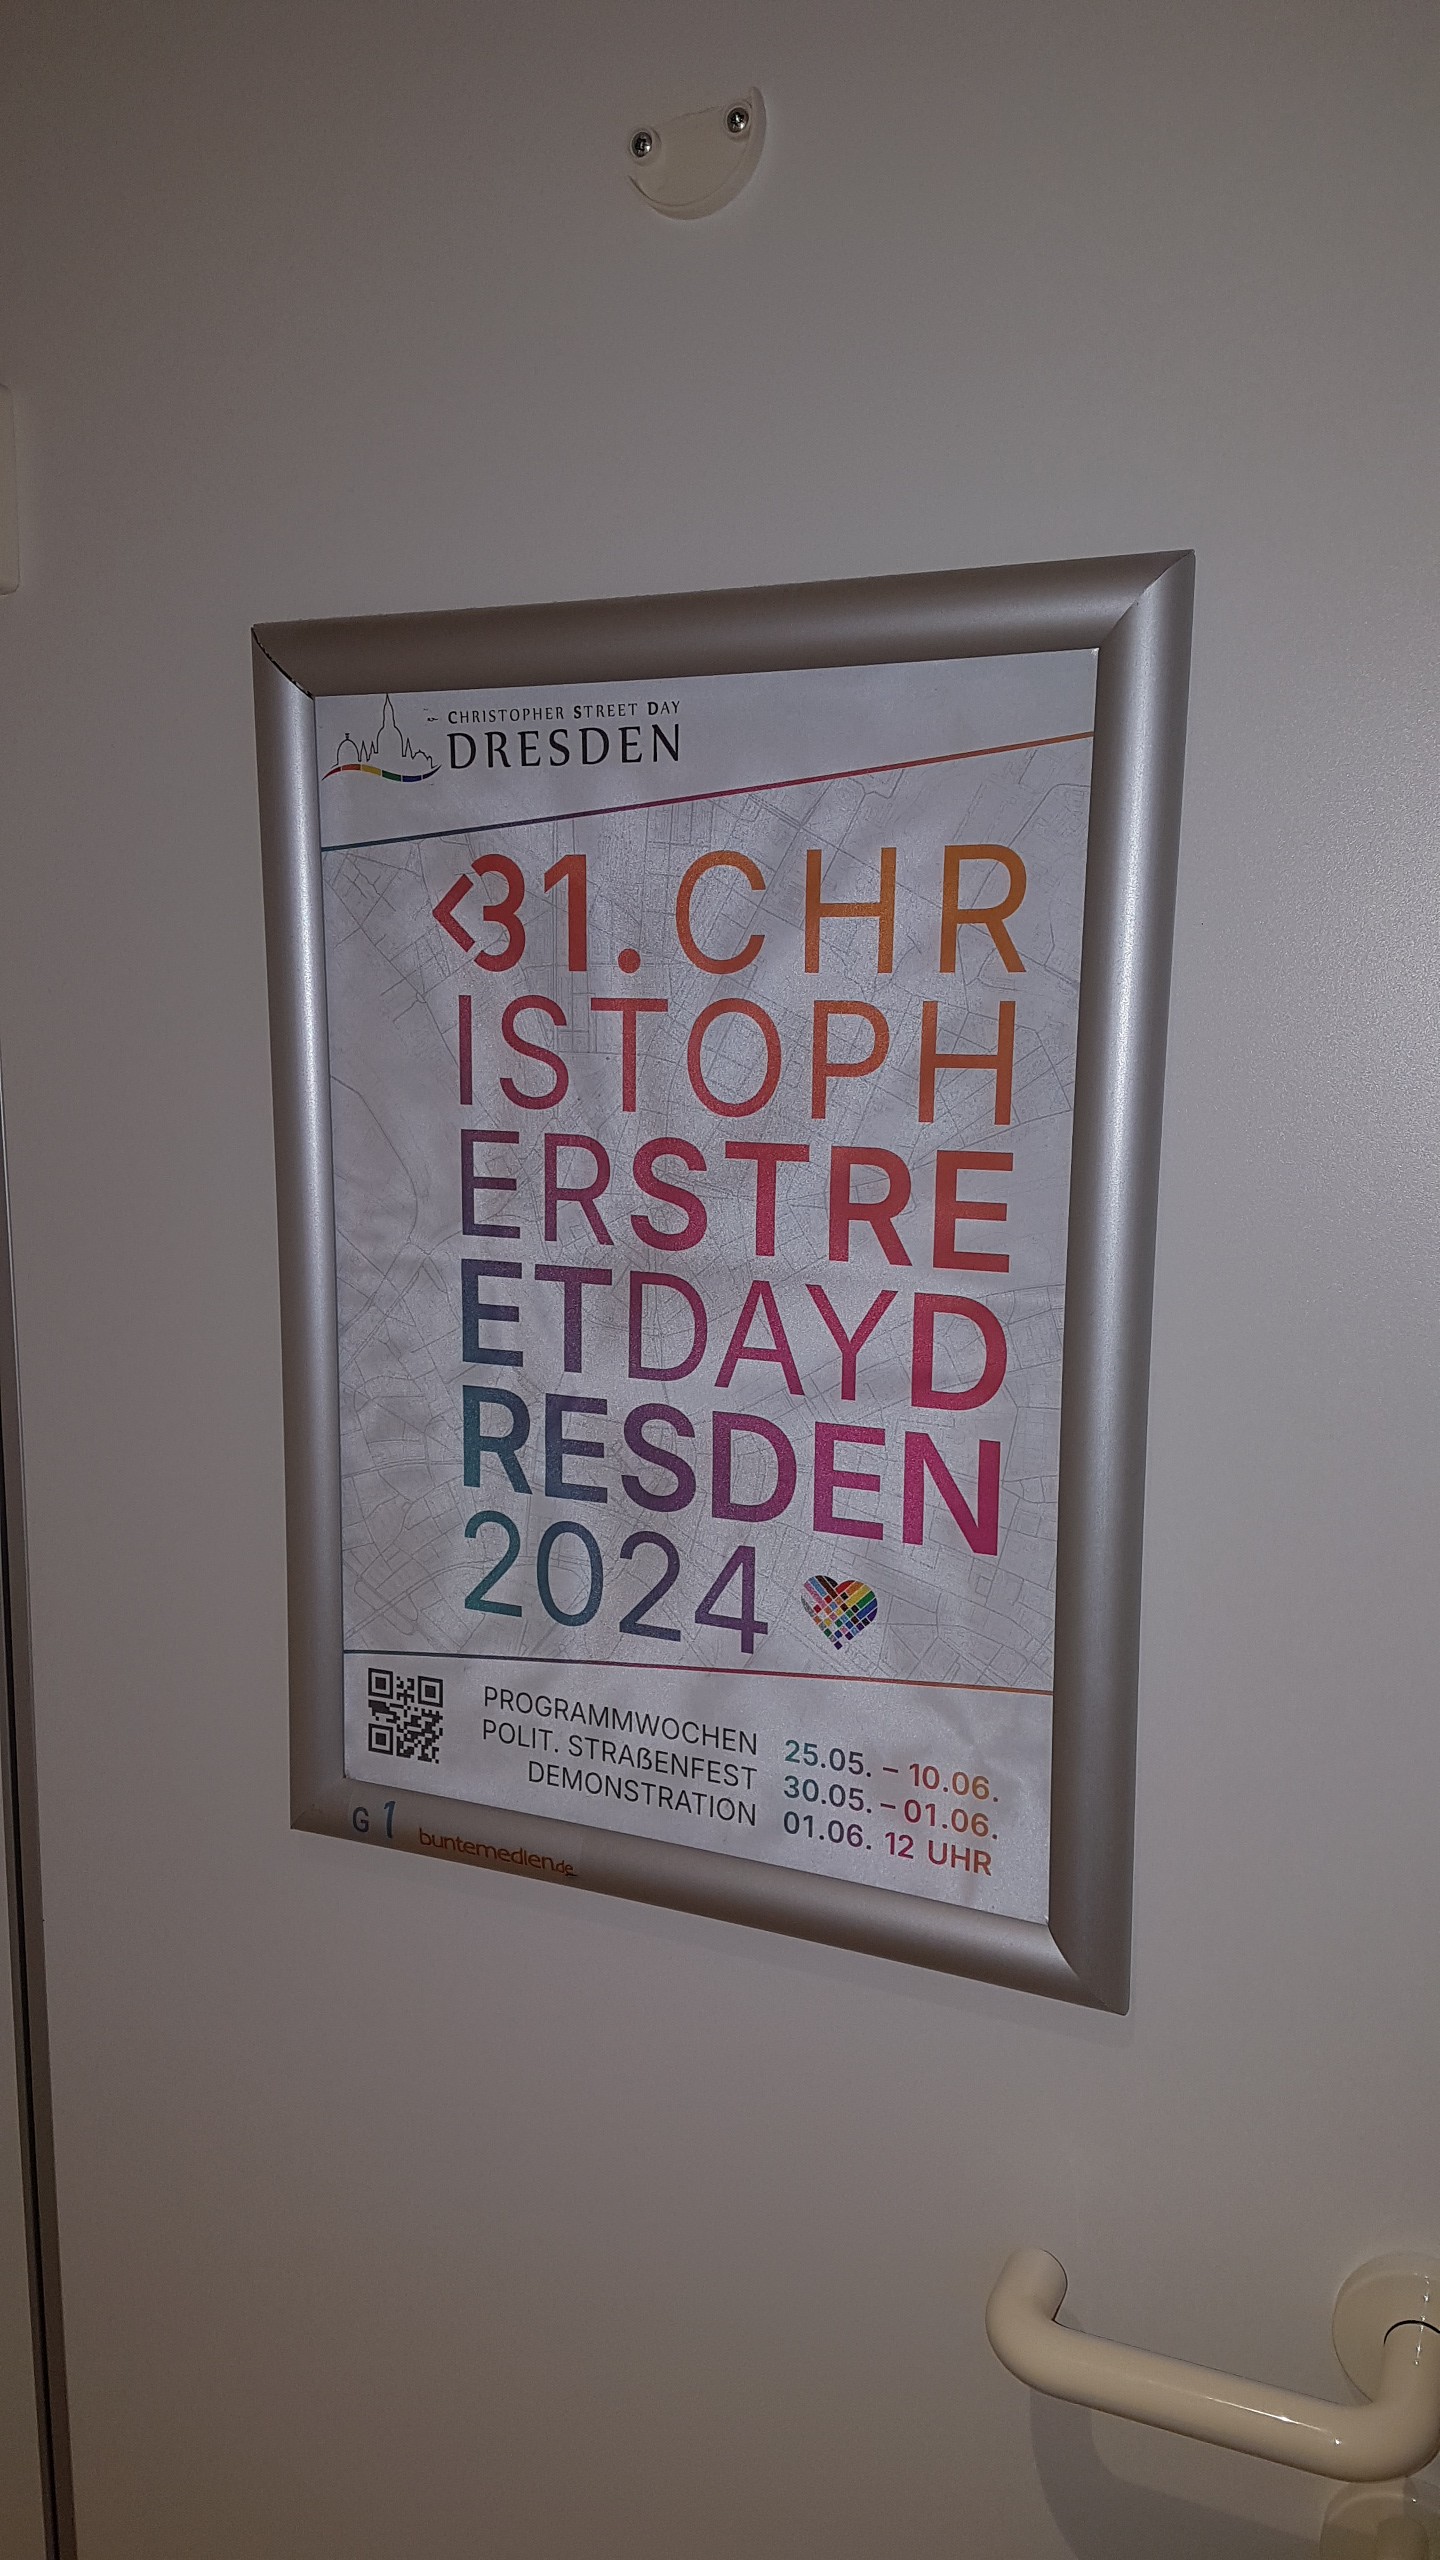 CHRISTOPHER STREET DAY
DRESDEN
<31. CHR
ISTOPH
ERSTREE
ETDAYD
RESDEN
2024
PROGRAMMWOCHEN 25.05. – 10.06.
POLIT. STRAßENFEST 30.05. – 01.06.
DEMONSTRATION 01.06. 12 UHR
G 1 buntemedien.de